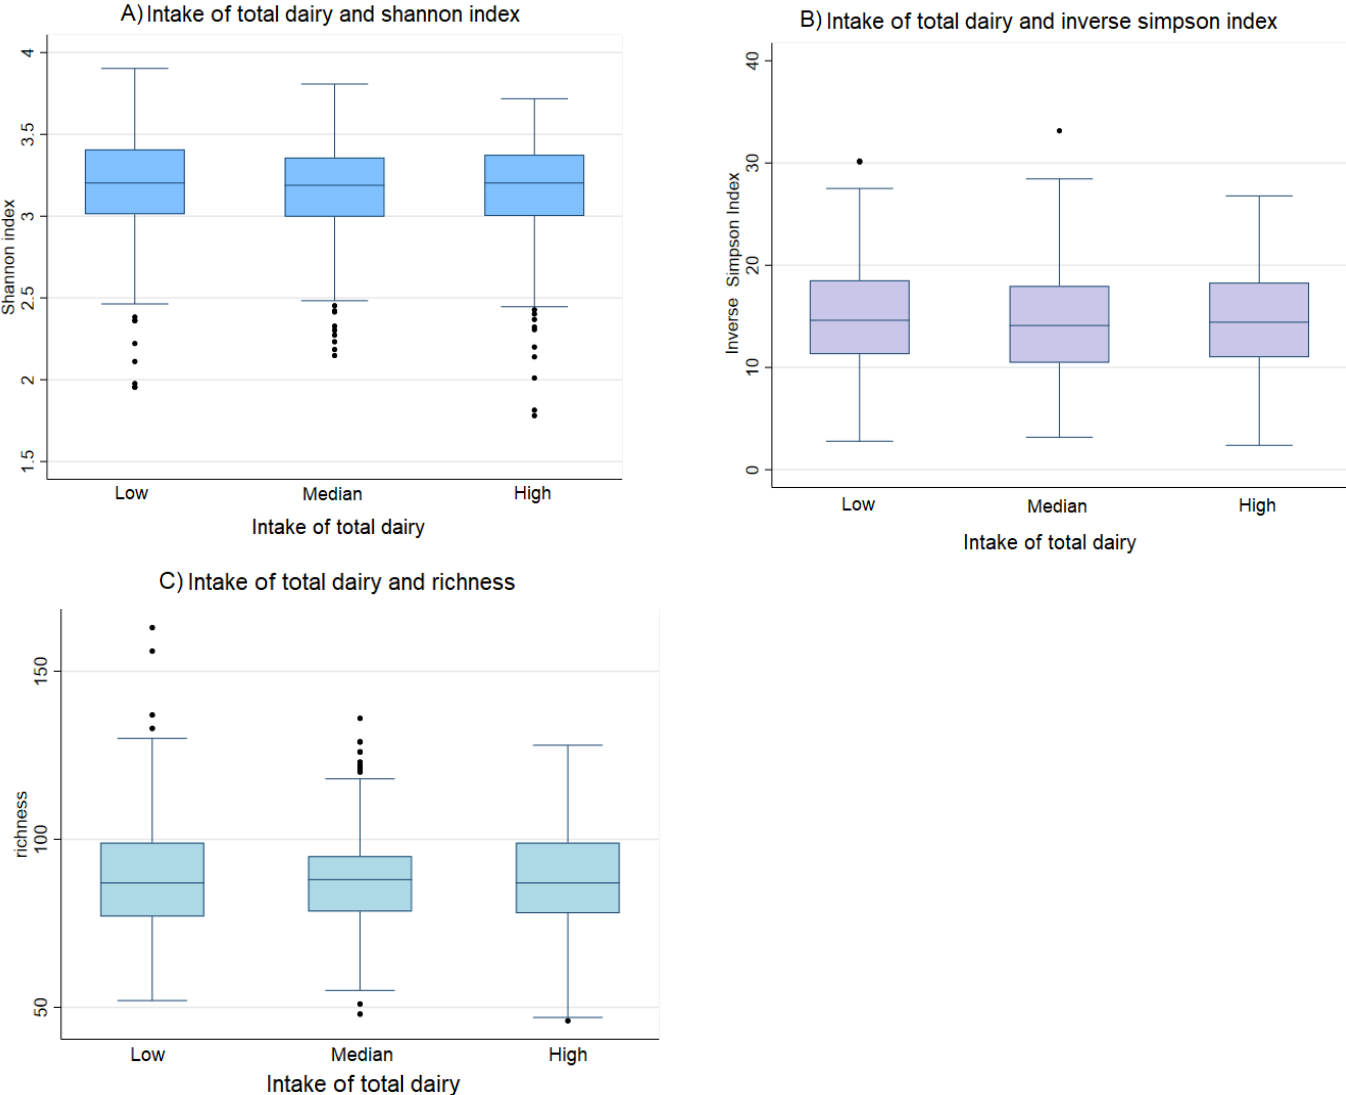 A) Intake of total dairy and shannon index
Shannon index
4
3.5
3
2.5
2
1.5
Low Median High
Intake of total dairy
B) Intake of total dairy and inverse simpson index
Inverse Simpson Index
40
30
20
10
0
Low Median High
Intake of total dairy
C) Intake of total dairy and richness
richness
150
100
50
Low Median High
Intake of total dairy